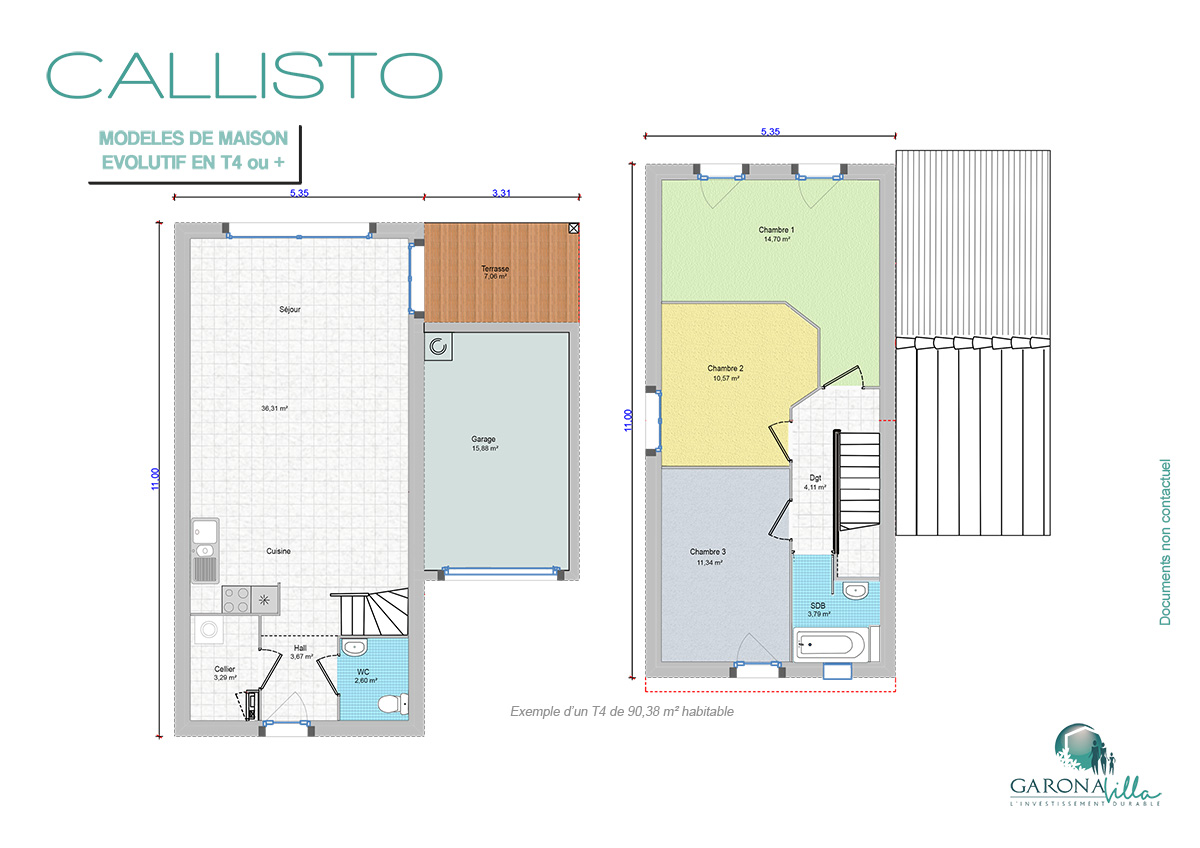 CALLISTO
MODELES DE MAISON
EVOLUTIF EN T4 ou +
5,35
3,31
11,00
Terrasse
7,06 m²
Séjour
36,31 m²
Garage
15,88 m²
Cuisine
Hall
3,67 m²
Cellier
3,29 m²
WC
2,60 m²
5,35
11,00
Chambre 1
14,70 m²
Chambre 2
10,57 m²
Dgt
4,11 m²
Chambre 3
11,34 m²
SDB
3,79 m²
Exemple d'un T4 de 90,38 m² habitable
Documents non contactuel
GARONA Villa
L'INVESTISSEMENT DURABLE